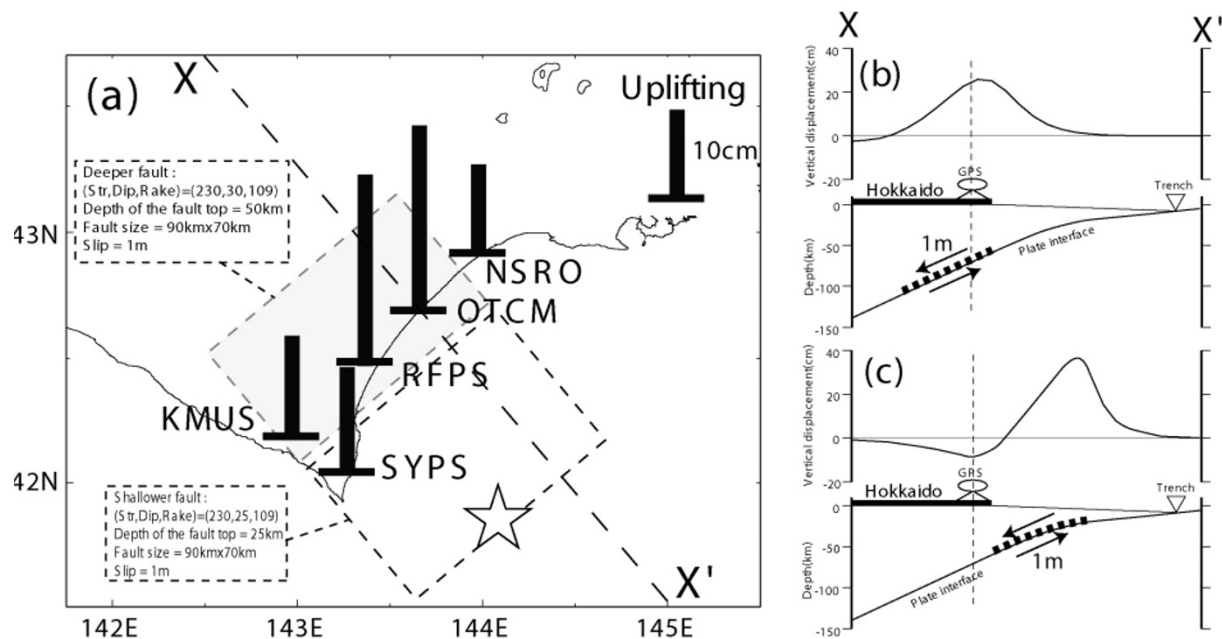 (a)
X
Uplifting
10cm
Deeper fault :
(Str,Dip,Rake)=(230,30,109)
Depth of the fault top = 50km
Fault size = 90kmx70km
Slip = 1m
43N
NSRO
OTCM
RFPS
KMUS
SYPS
42N
Shallower fault :
(Str,Dip,Rake)=(230,25,109)
Depth of the fault top = 25km
Fault size = 90kmx70km
Slip = 1m
X'
142E
143E
144E
145E
X
X'
(b)
Vertical displacement(cm)
40
20
0
-20
GPS
Hokkaido
Trench
Depth(km)
0
-50
-100
-150
1m
Plate interface
(c)
Vertical displacement(cm)
40
20
0
-20
GPS
Hokkaido
Trench
Depth(km)
0
-50
-100
-150
1m
Plate interface